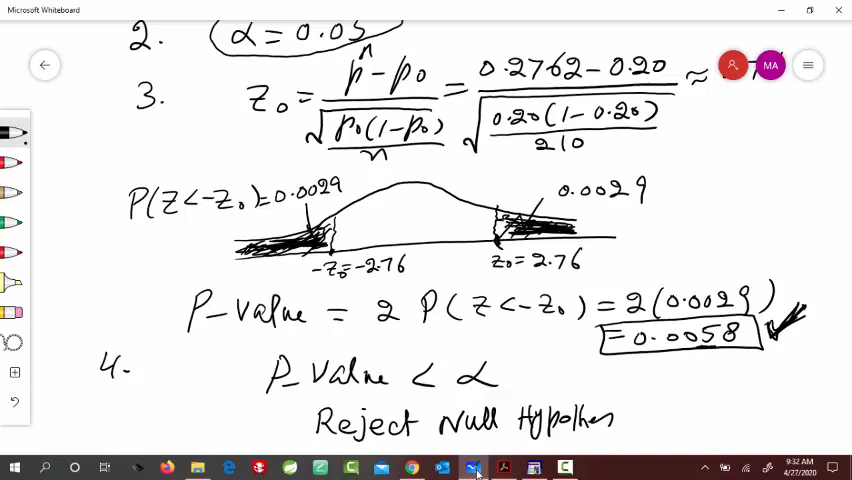 Microsoft Whiteboard
2. α = 0.05
MA
3. z₀ = (p̂ - p₀) / √(p₀(1-p₀)/n) = (0.2762 - 0.20) / √(0.20(1-0.20)/210) ≈
P(Z<-Z₀)=0.0029 0.0029
-Z₀=-2.76 Z₀=2.76
P-value = 2 P(Z<-Z₀) = 2(0.0029)
= 0.0058
4. P-value < α
Reject Null Hypothes
9:32 AM
4/27/2020